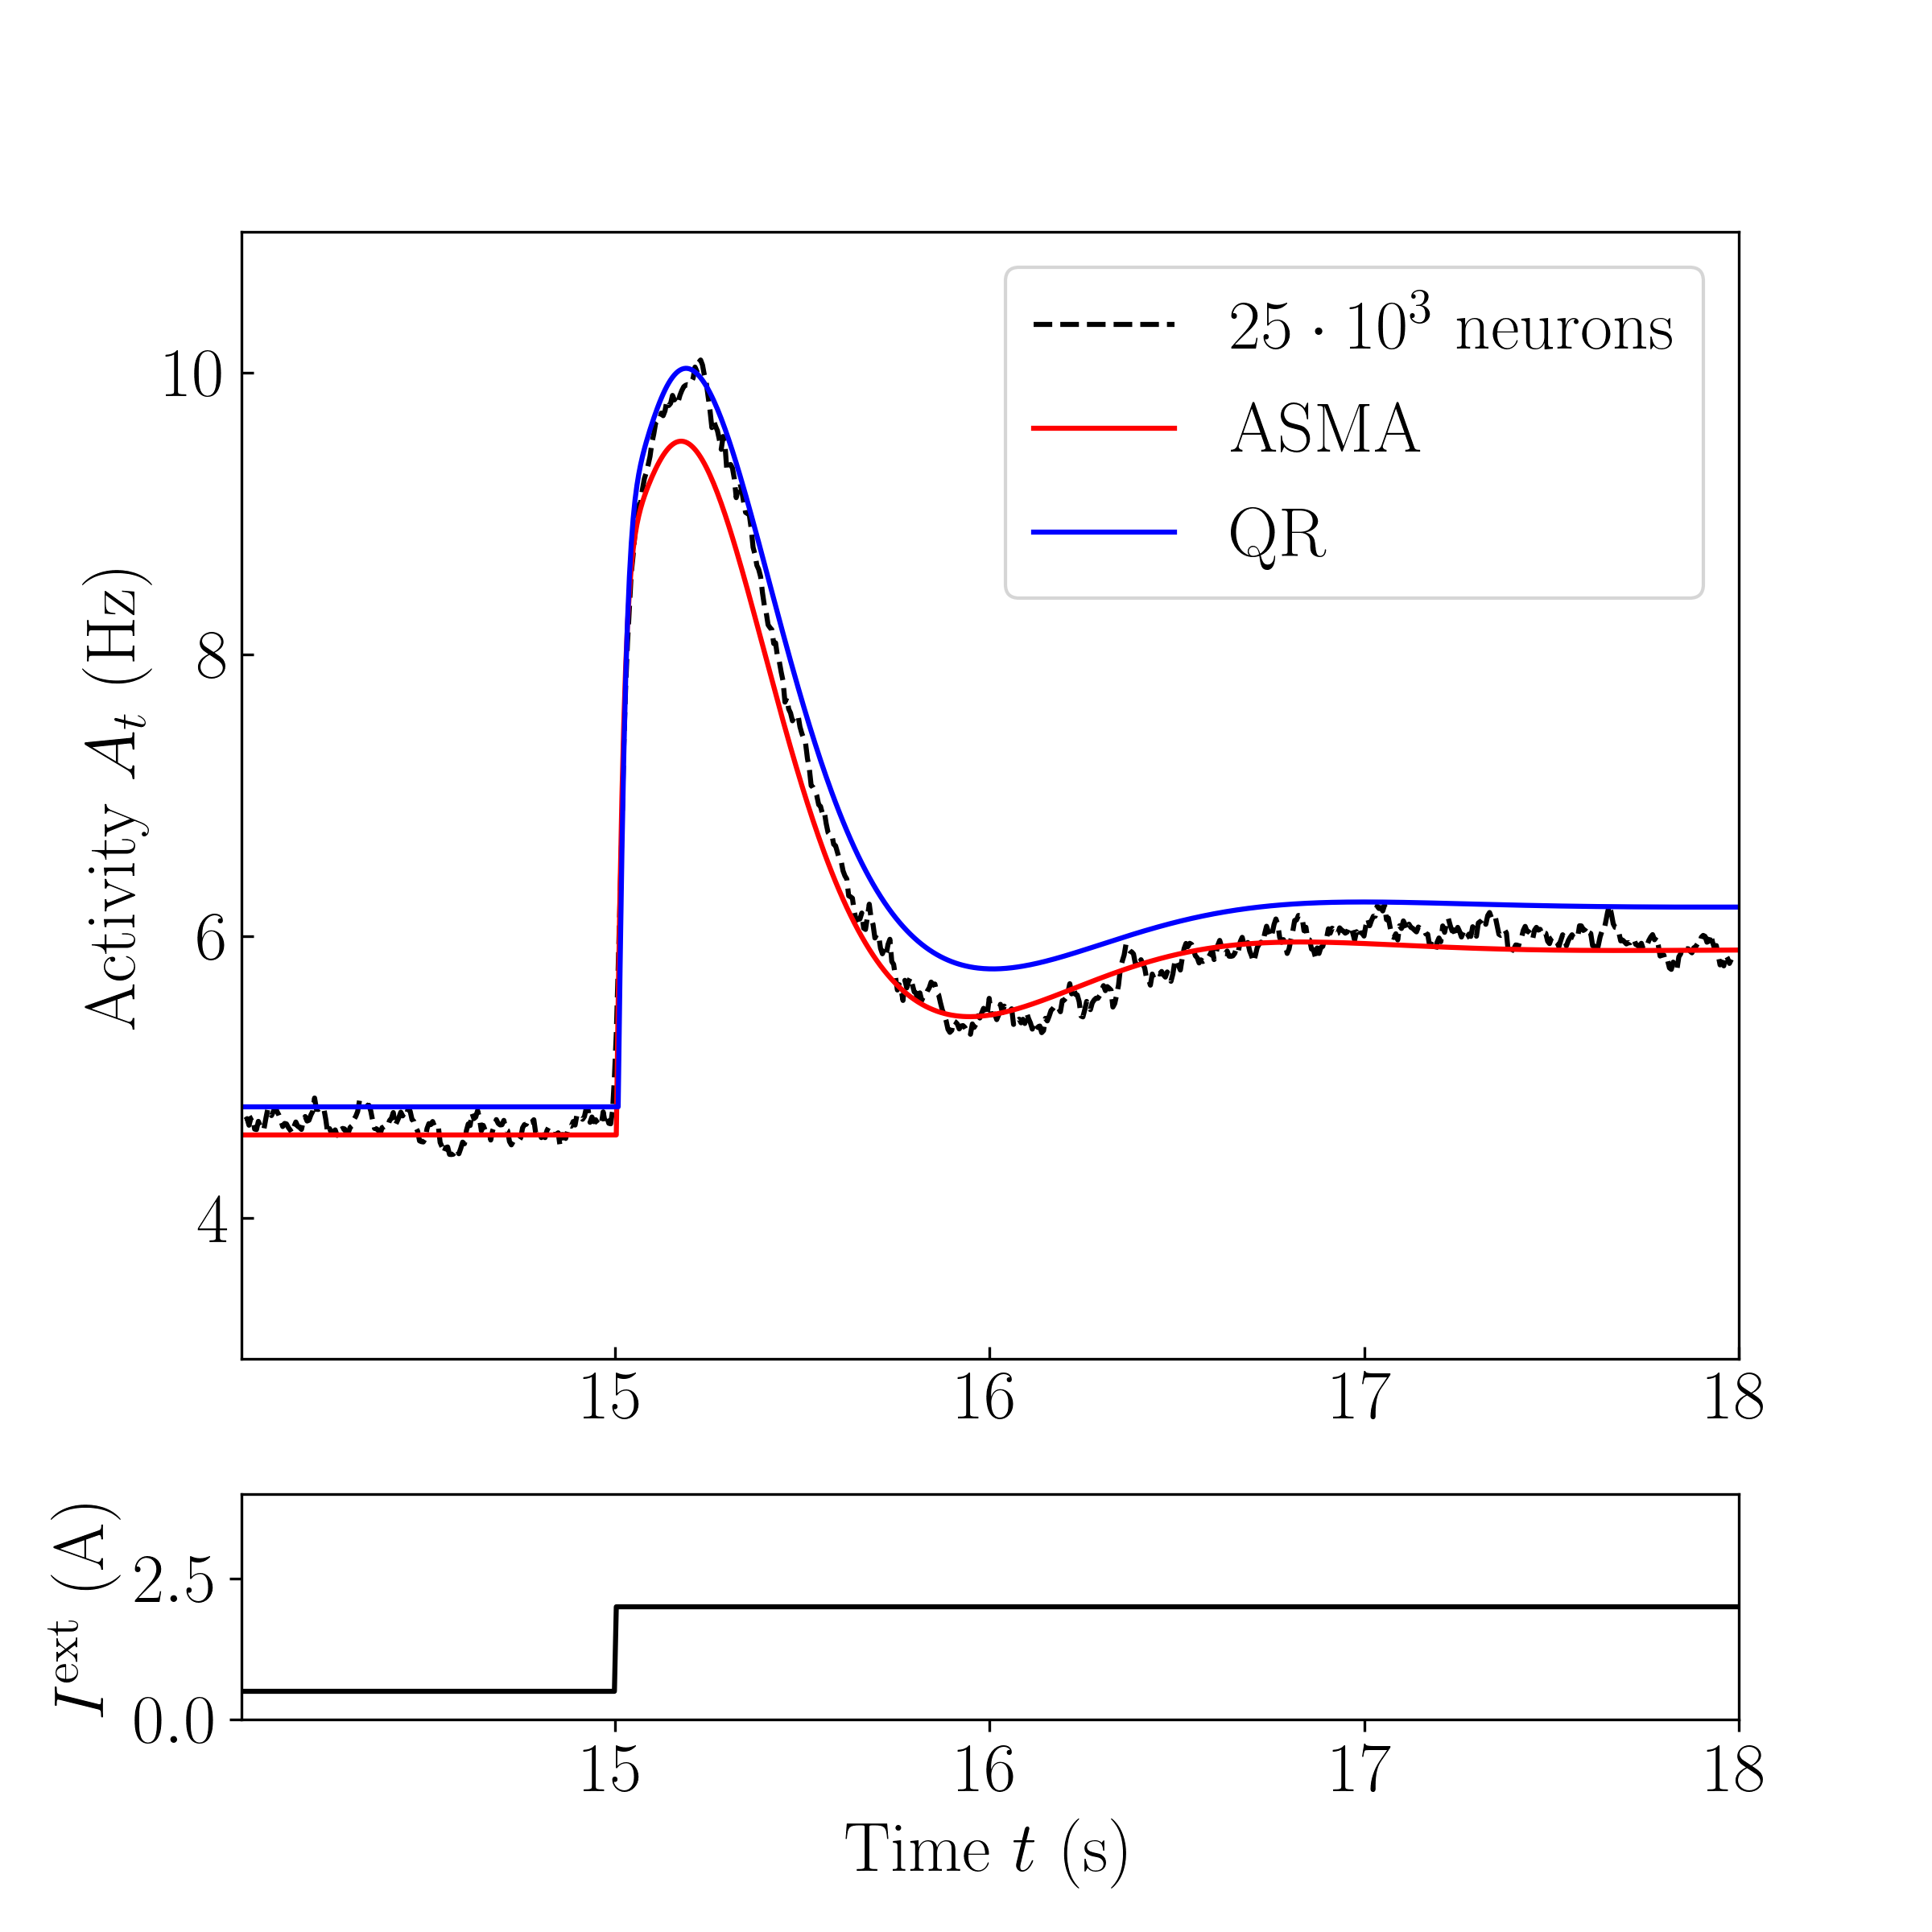 25 · 10³ neurons
ASMA
QR
Activity A_t (Hz)
10
8
6
4
15 16 17 18
I^ext (A)
2.5
0.0
15 16 17 18
Time t (s)